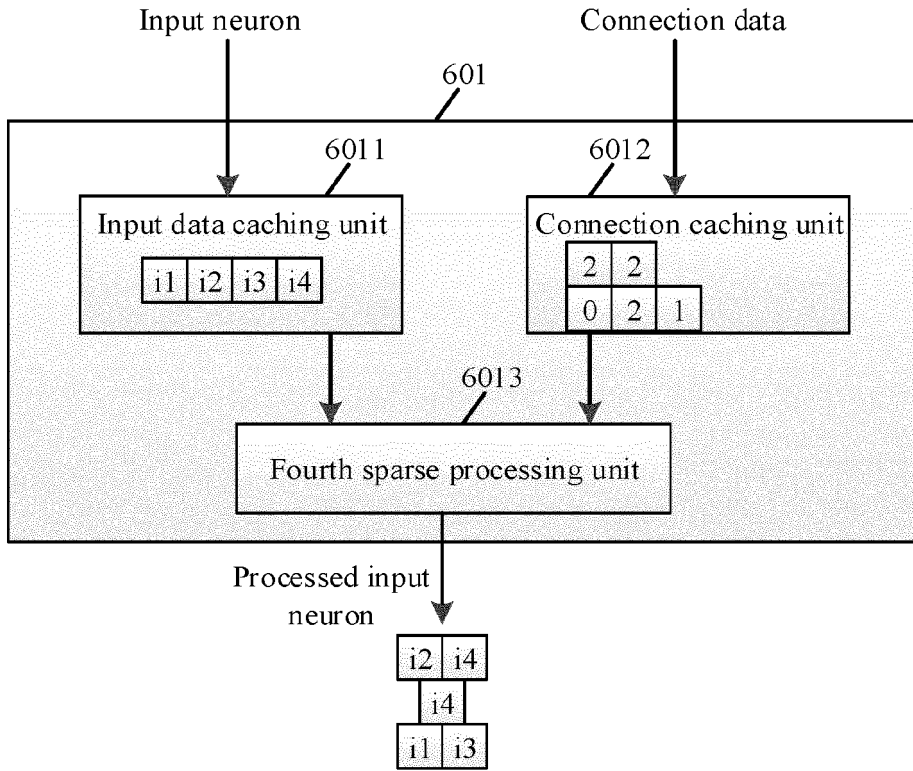 Input neuron
Connection data
601
6011
6012
Input data caching unit
i1 i2 i3 i4
Connection caching unit
2 2
0 2 1
6013
Fourth sparse processing unit
Processed input
neuron
i2 i4
i4
i1 i3